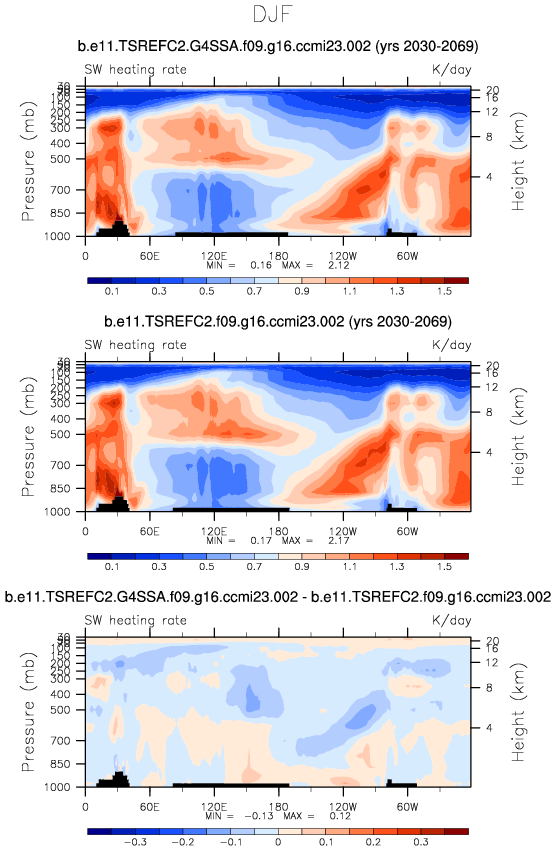 DJF
b.e11.TSREFC2.G4SSA.f09.g16.ccmi23.002 (yrs 2030-2069)
SW heating rate K/day
Pressure (mb)
100
150
200
250
300
400
500
700
850
1000
20
16
12
8
4
Height (km)
0 60E 120E 180 120W 60W
MIN = 0.16 MAX = 2.12
0.1 0.3 0.5 0.7 0.9 1.1 1.3 1.5
b.e11.TSREFC2.f09.g16.ccmi23.002 (yrs 2030-2069)
SW heating rate K/day
Pressure (mb)
30
100
150
200
250
300
400
500
700
850
1000
20
16
12
8
4
Height (km)
0 60E 120E 180 120W 60W
MIN = 0.17 MAX = 2.17
0.1 0.3 0.5 0.7 0.9 1.1 1.3 1.5
b.e11.TSREFC2.G4SSA.f09.g16.ccmi23.002 - b.e11.TSREFC2.f09.g16.ccmi23.002
SW heating rate K/day
Pressure (mb)
30
100
150
200
250
300
400
500
700
850
1000
20
16
12
8
4
Height (km)
0 60E 120E 180 120W 60W
MIN = -0.13 MAX = 0.12
-0.3 -0.2 -0.1 0 0.1 0.2 0.3